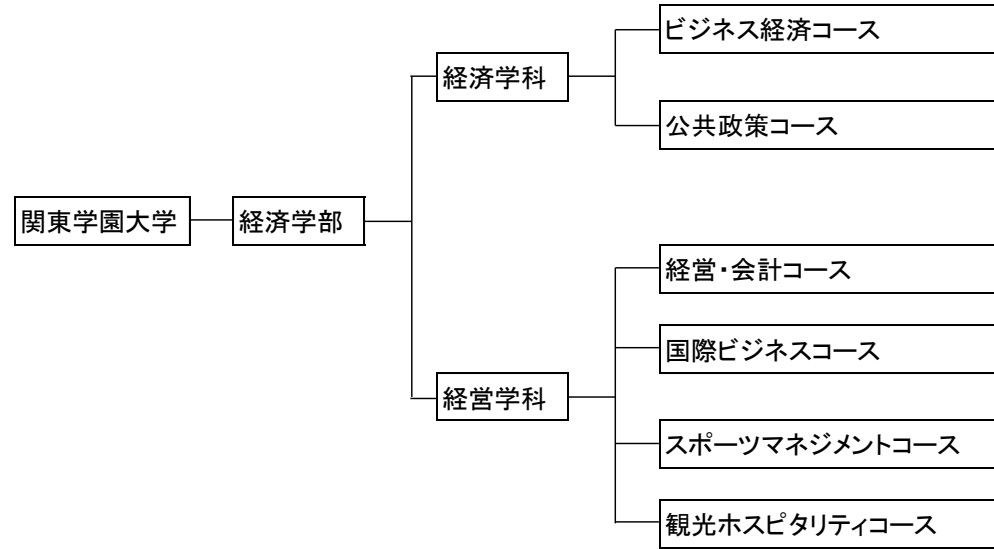 ビジネス経済コース
経済学科
公共政策コース
関東学園大学
経済学部
経営・会計コース
国際ビジネスコース
経営学科
スポーツマネジメントコース
観光ホスピタリティコース